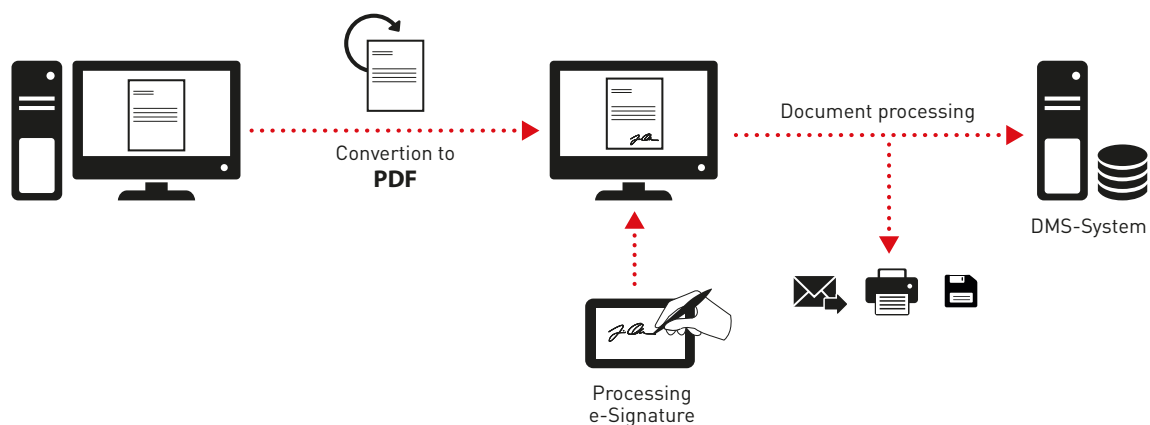 Convertion to
PDF
Document processing
DMS-System
Processing
e-Signature